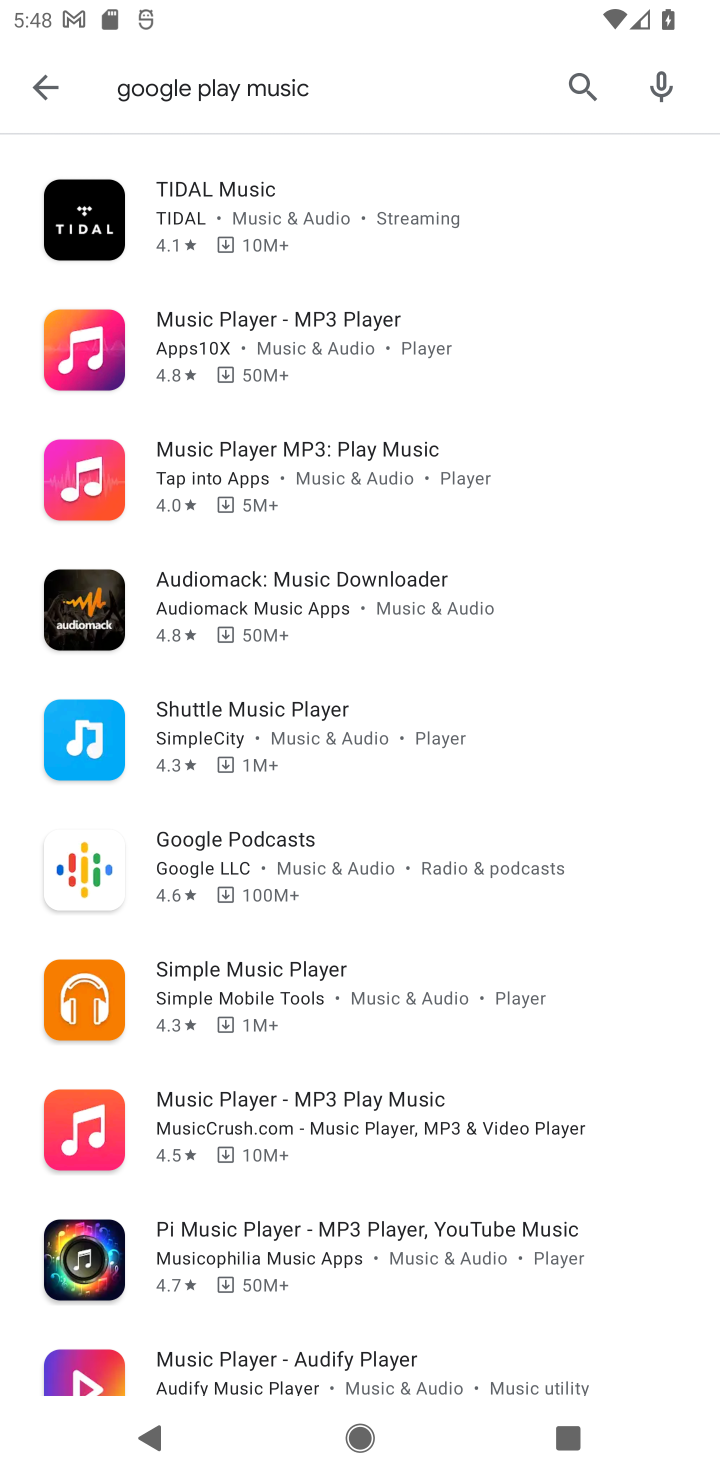 5:48
google play music
TIDAL
TIDAL Music
TIDAL • Music & Audio • Streaming
4.1★ 10M+
Music Player - MP3 Player
Apps10X • Music & Audio • Player
4.8★ 50M+
Music Player MP3: Play Music
Tap into Apps • Music & Audio • Player
4.0★ 5M+
audiomack
Audiomack: Music Downloader
Audiomack Music Apps • Music & Audio
4.8★ 50M+
Shuttle Music Player
SimpleCity • Music & Audio • Player
4.3★ 1M+
Google Podcasts
Google LLC • Music & Audio • Radio & podcasts
4.6★ 100M+
Simple Music Player
Simple Mobile Tools • Music & Audio • Player
4.3★ 1M+
Music Player - MP3 Play Music
MusicCrush.com - Music Player, MP3 & Video Player
4.5★ 10M+
Pi Music Player - MP3 Player, YouTube Music
Musicophilia Music Apps • Music & Audio • Player
4.7★ 50M+
Music Player - Audify Player
Audify Music Player • Music & Audio • Music utility